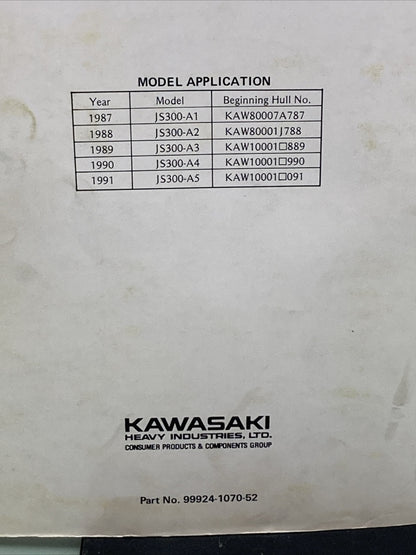 MODEL APPLICATION
Year Model Beginning Hull No.
1987 JS300-A1 KAW80007A787
1988 JS300-A2 KAW80001J788
1989 JS300-A3 KAW10001□889
1990 JS300-A4 KAW10001□990
1991 JS300-A5 KAW10001□091
KAWASAKI
HEAVY INDUSTRIES, LTD.
CONSUMER PRODUCTS & COMPONENTS GROUP
Part No. 99924-1070-52